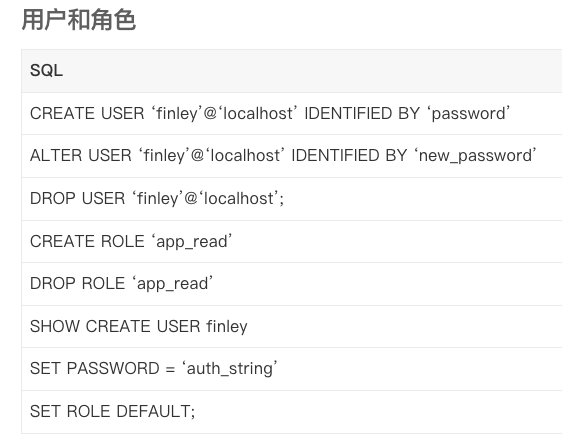 用户和角色
SQL
CREATE USER ‘finley’@‘localhost’ IDENTIFIED BY ‘password’
ALTER USER ‘finley’@‘localhost’ IDENTIFIED BY ‘new_password’
DROP USER ‘finley’@‘localhost’;
CREATE ROLE ‘app_read’
DROP ROLE ‘app_read’
SHOW CREATE USER finley
SET PASSWORD = ‘auth_string’
SET ROLE DEFAULT;